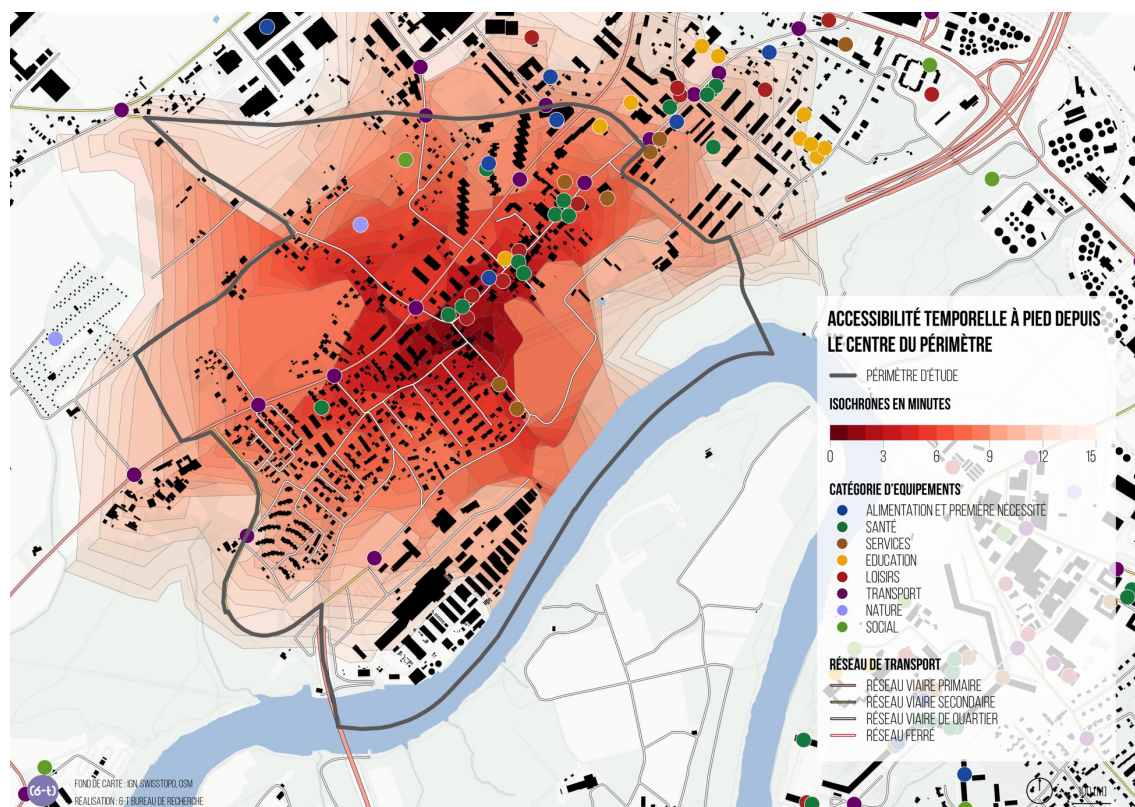 ACCESSIBILITÉ TEMPORELLE À PIED DEPUIS
LE CENTRE DU PÉRIMÈTRE
PÉRIMÈTRE D'ÉTUDE
ISOCHRONES EN MINUTES
0 3 6 9 12 15
CATÉGORIE D'EQUIPEMENTS
ALIMENTATION ET PREMIÈRE NÉCESSITÉ
SANTÉ
SERVICES
EDUCATION
LOISIRS
TRANSPORT
NATURE
SOCIAL
RÉSEAU DE TRANSPORT
RÉSEAU VIAIRE PRIMAIRE
RÉSEAU VIAIRE SECONDAIRE
RÉSEAU VIAIRE DE QUARTIER
RÉSEAU FERRÉ
(6-t)
FOND DE CARTE : IGN, SWISSTOPO, OSM
RÉALISATION : 6-T BUREAU DE RECHERCHE